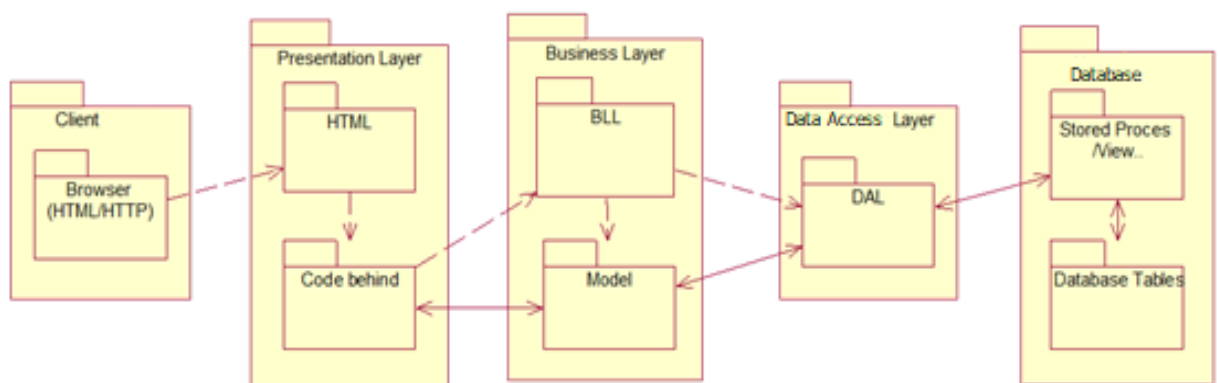 Client
Browser
(HTML/HTTP)
Presentation Layer
HTML
Code behind
Business Layer
BLL
Model
Data Access Layer
DAL
Database
Stored Proces
/View..
Database Tables